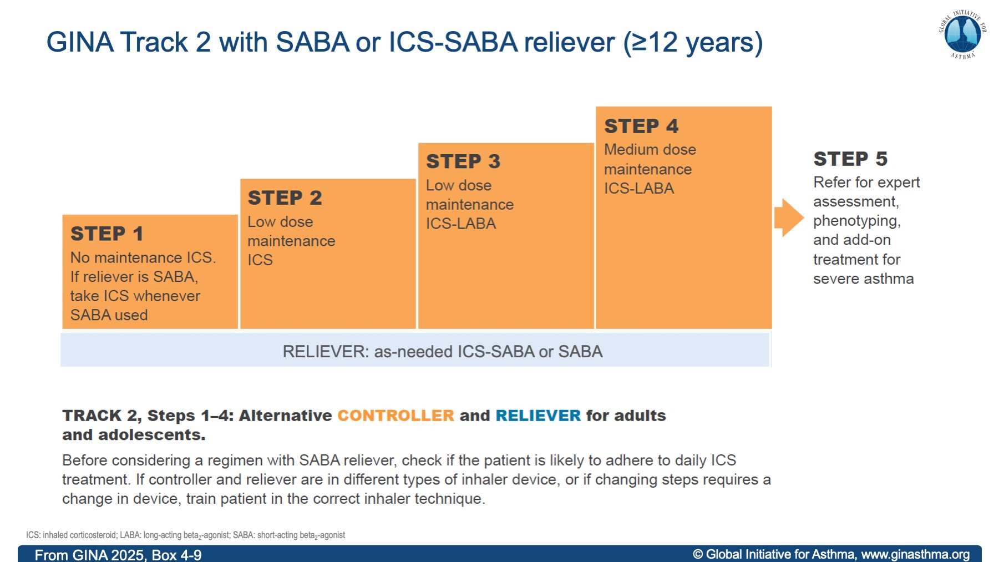 GINA Track 2 with SABA or ICS-SABA reliever (≥12 years)
GLOBAL INITIATIVE FOR
ASTHMA
STEP 1
No maintenance ICS.
If reliever is SABA,
take ICS whenever
SABA used
STEP 2
Low dose
maintenance
ICS
STEP 3
Low dose
maintenance
ICS-LABA
STEP 4
Medium dose
maintenance
ICS-LABA
STEP 5
Refer for expert
assessment,
phenotyping,
and add-on
treatment for
severe asthma
RELIEVER: as-needed ICS-SABA or SABA
TRACK 2, Steps 1–4: Alternative CONTROLLER and RELIEVER for adults
and adolescents.
Before considering a regimen with SABA reliever, check if the patient is likely to adhere to daily ICS
treatment. If controller and reliever are in different types of inhaler device, or if changing steps requires a
change in device, train patient in the correct inhaler technique.
ICS: inhaled corticosteroid; LABA: long-acting beta₂-agonist; SABA: short-acting beta₂-agonist
From GINA 2025, Box 4-9
© Global Initiative for Asthma, www.ginasthma.org